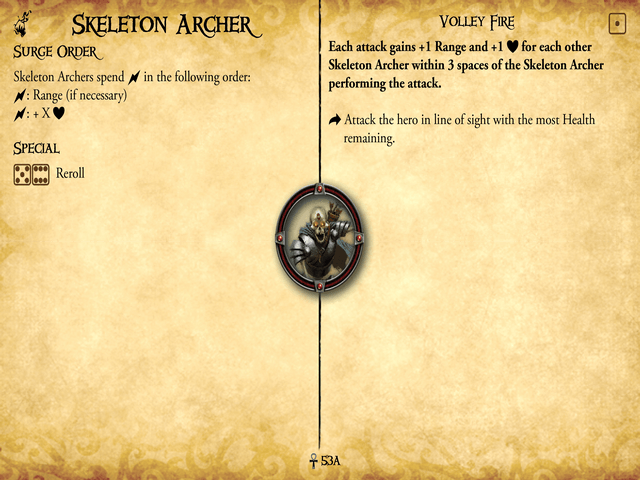 Skeleton Archer
Surge Order
Skeleton Archers spend in the following order:
: Range (if necessary)
: + X
Special
Reroll
Volley Fire
Each attack gains +1 Range and +1 for each other
Skeleton Archer within 3 spaces of the Skeleton Archer
performing the attack.
Attack the hero in line of sight with the most Health
remaining.
53A